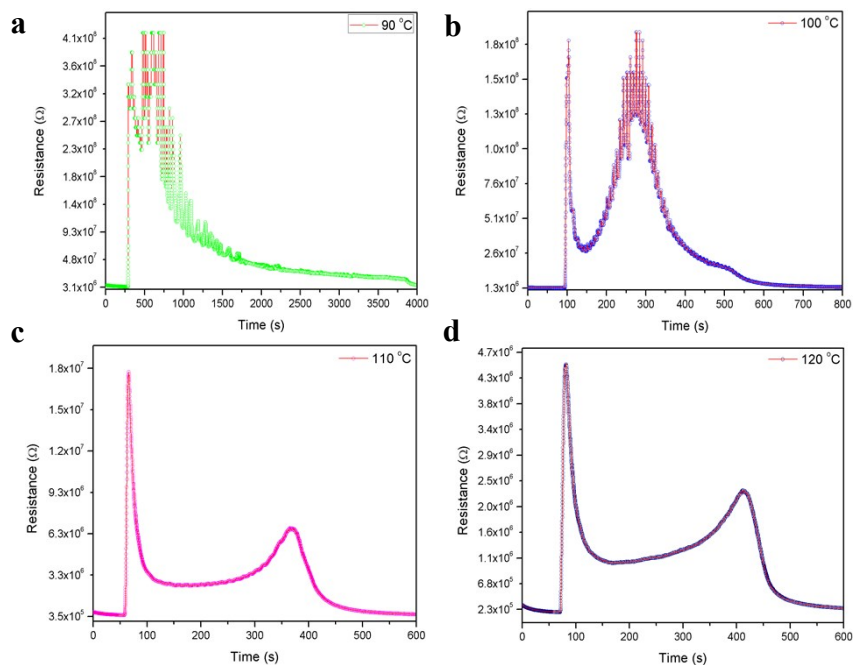 a
90 °C
4.1x10⁸
3.6x10⁸
3.2x10⁸
2.7x10⁸
2.3x10⁸
1.8x10⁸
1.4x10⁸
9.3x10⁷
4.8x10⁷
3.1x10⁶
0 500 1000 1500 2000 2500 3000 3500 4000
Resistance (Ω)
Time (s)
b
100 °C
1.8x10⁸
1.5x10⁸
1.3x10⁸
1.0x10⁸
7.6x10⁷
5.1x10⁷
2.6x10⁷
1.3x10⁶
0 100 200 300 400 500 600 700 800
Resistance (Ω)
Time (s)
c
110 °C
1.8x10⁷
1.5x10⁷
1.2x10⁷
9.3x10⁶
6.3x10⁶
3.3x10⁶
3.5x10⁵
0 100 200 300 400 500 600
Resistance (Ω)
Time (s)
d
120 °C
4.7x10⁶
4.3x10⁶
3.8x10⁶
3.4x10⁶
2.9x10⁶
2.5x10⁶
2.0x10⁶
1.6x10⁶
1.1x10⁶
6.8x10⁵
2.3x10⁵
0 100 200 300 400 500 600
Resistance (Ω)
Time (s)